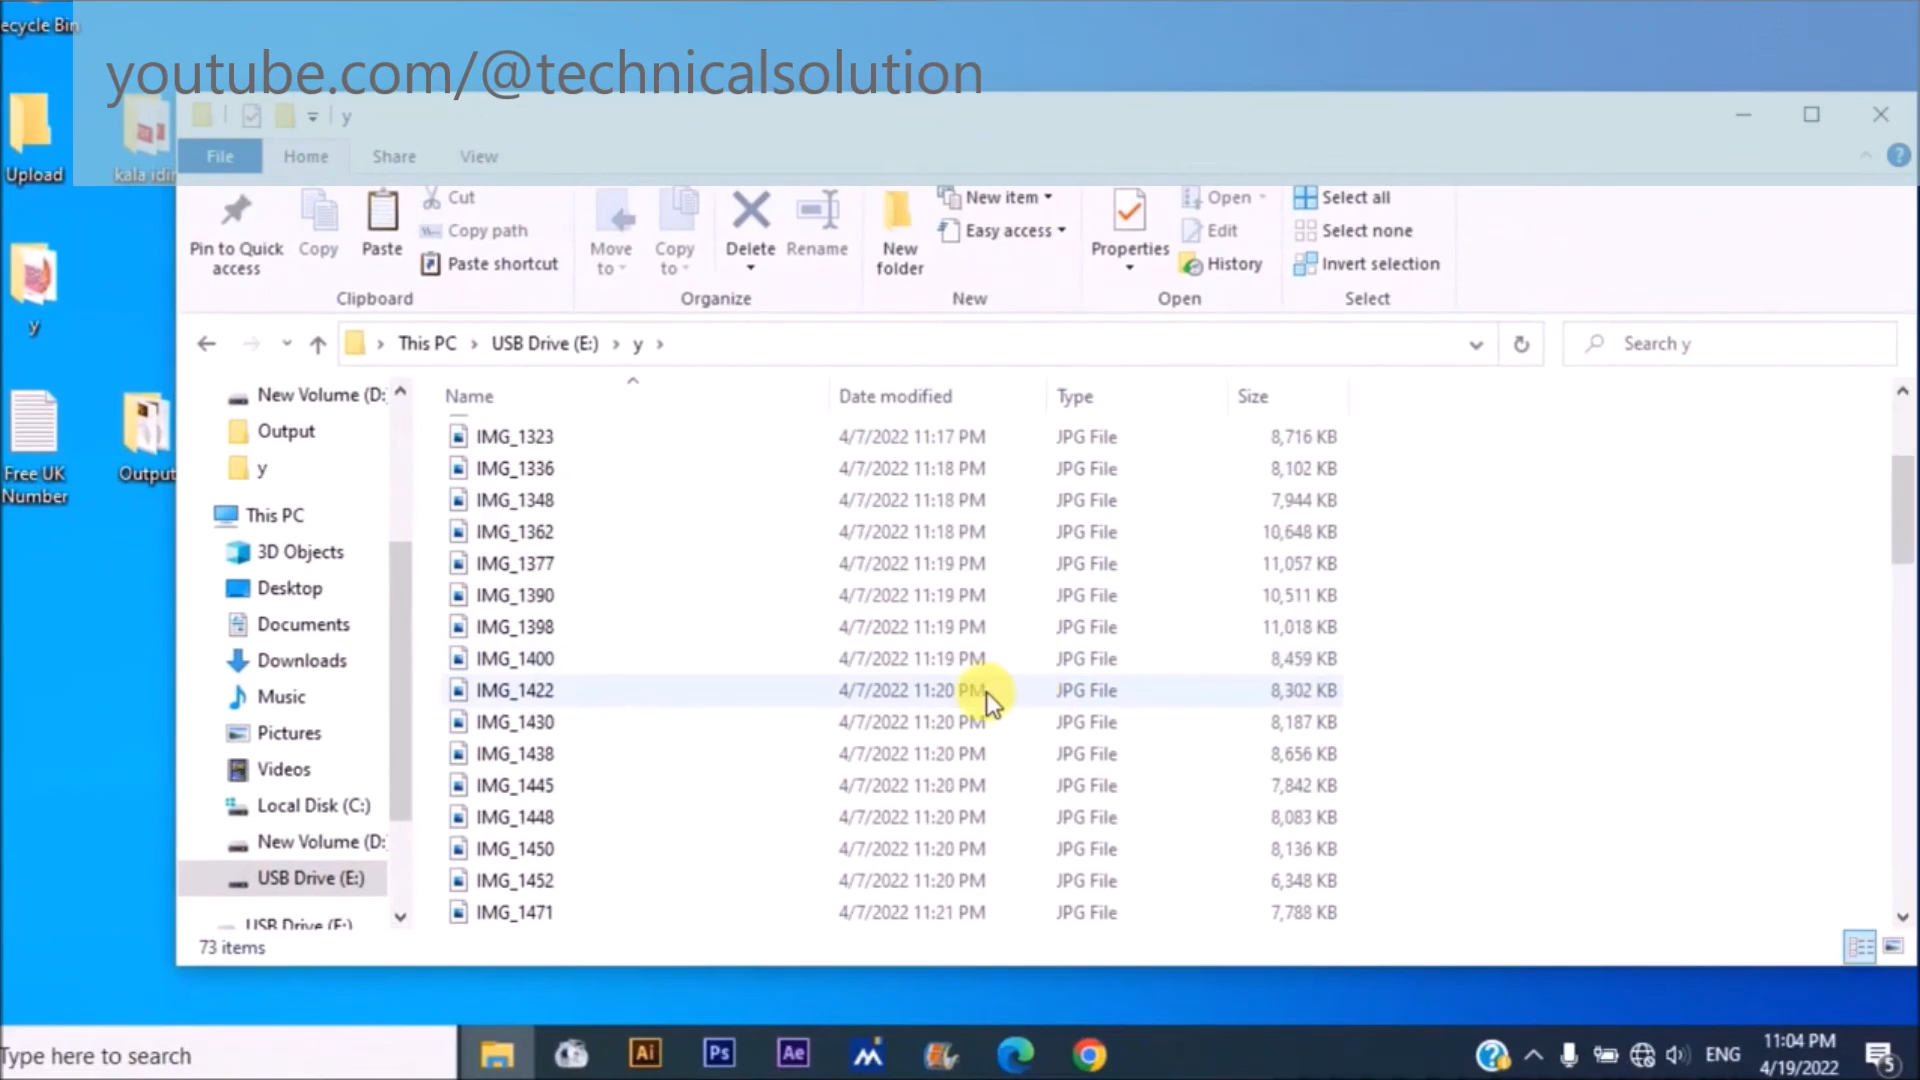 ecycle Bin
youtube.com/@technicalsolution
y
File Home Share View
Upload
kala idin
Pin to Quick access
Copy
Paste
Cut
Copy path
Paste shortcut
Clipboard
Move to
Copy to
Delete
Rename
Organize
New folder
New item
Easy access
New
Properties
Open
Edit
History
Open
Select all
Select none
Invert selection
Select
y
This PC > USB Drive (E:) > y >
Search y
Free UK Number
Output
New Volume (D:
Output
y
This PC
3D Objects
Desktop
Documents
Downloads
Music
Pictures
Videos
Local Disk (C:)
New Volume (D:
USB Drive (E:)
USB Drive (E:)
Name Date modified Type Size
IMG_1323 4/7/2022 11:17 PM JPG File 8,716 KB
IMG_1336 4/7/2022 11:18 PM JPG File 8,102 KB
IMG_1348 4/7/2022 11:18 PM JPG File 7,944 KB
IMG_1362 4/7/2022 11:18 PM JPG File 10,648 KB
IMG_1377 4/7/2022 11:19 PM JPG File 11,057 KB
IMG_1390 4/7/2022 11:19 PM JPG File 10,511 KB
IMG_1398 4/7/2022 11:19 PM JPG File 11,018 KB
IMG_1400 4/7/2022 11:19 PM JPG File 8,459 KB
IMG_1422 4/7/2022 11:20 PM JPG File 8,302 KB
IMG_1430 4/7/2022 11:20 PM JPG File 8,187 KB
IMG_1438 4/7/2022 11:20 PM JPG File 8,656 KB
IMG_1445 4/7/2022 11:20 PM JPG File 7,842 KB
IMG_1448 4/7/2022 11:20 PM JPG File 8,083 KB
IMG_1450 4/7/2022 11:20 PM JPG File 8,136 KB
IMG_1452 4/7/2022 11:20 PM JPG File 6,348 KB
IMG_1471 4/7/2022 11:21 PM JPG File 7,788 KB
73 items
Type here to search
Ai
Ps
Ae
ENG
11:04 PM
4/19/2022
5